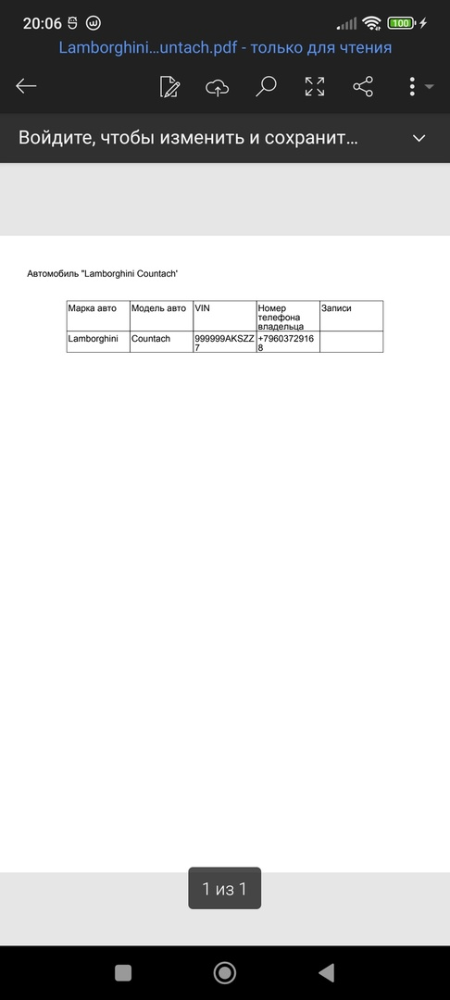 20:06
100
Lamborghini...untach.pdf - только для чтения
Войдите, чтобы изменить и сохранит...
Автомобиль "Lamborghini Countach'
Марка авто Модель авто VIN Номер телефона владельца Записи
Lamborghini Countach 999999AKSZZ7 +79603729168
1 из 1